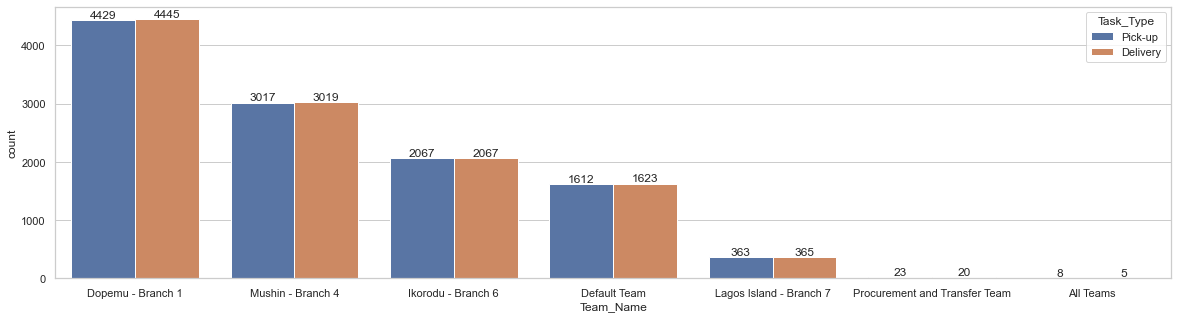 Task_Type
Pick-up
Delivery
count
4000
3000
2000
1000
0
4429 4445
3017 3019
2067 2067
1612 1623
363 365
23 20
8 5
Dopemu - Branch 1
Mushin - Branch 4
Ikorodu - Branch 6
Default Team
Lagos Island - Branch 7
Procurement and Transfer Team
All Teams
Team_Name